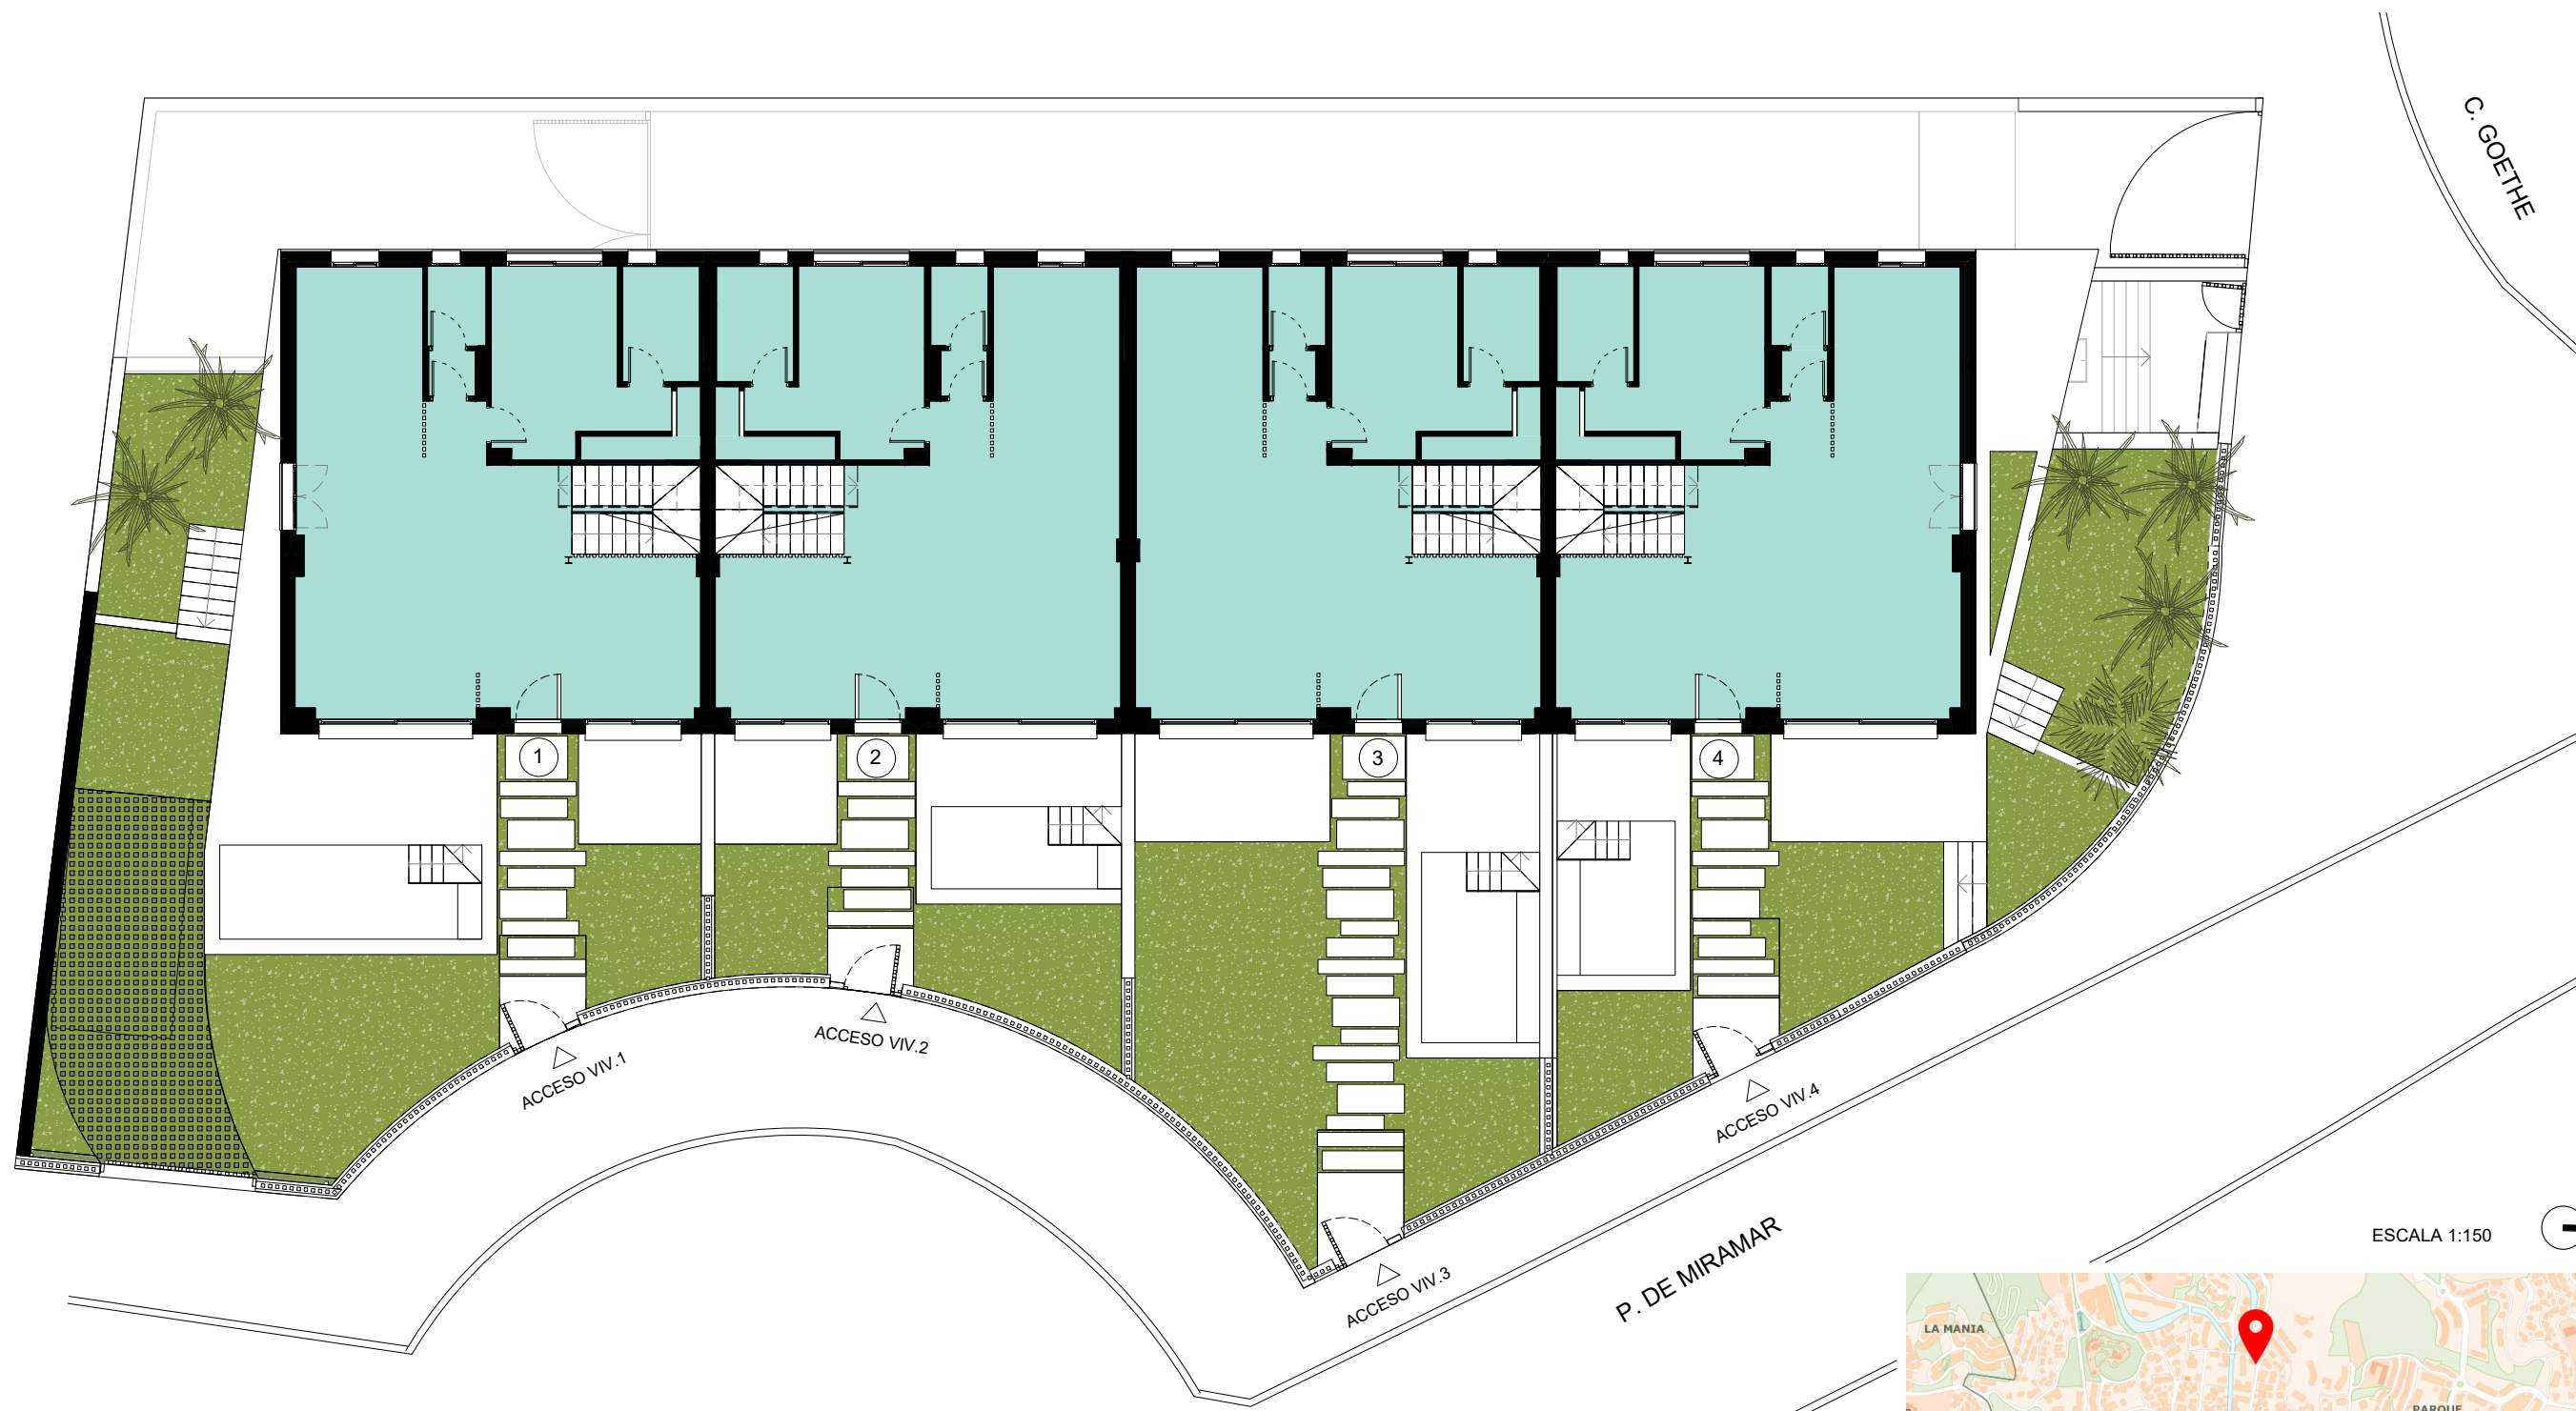 C. GOETHE
1
2
3
4
ACCESO VIV.1
ACCESO VIV.2
ACCESO VIV.3
ACCESO VIV.4
P. DE MIRAMAR
ESCALA 1:150
LA MANIA
PARQUE